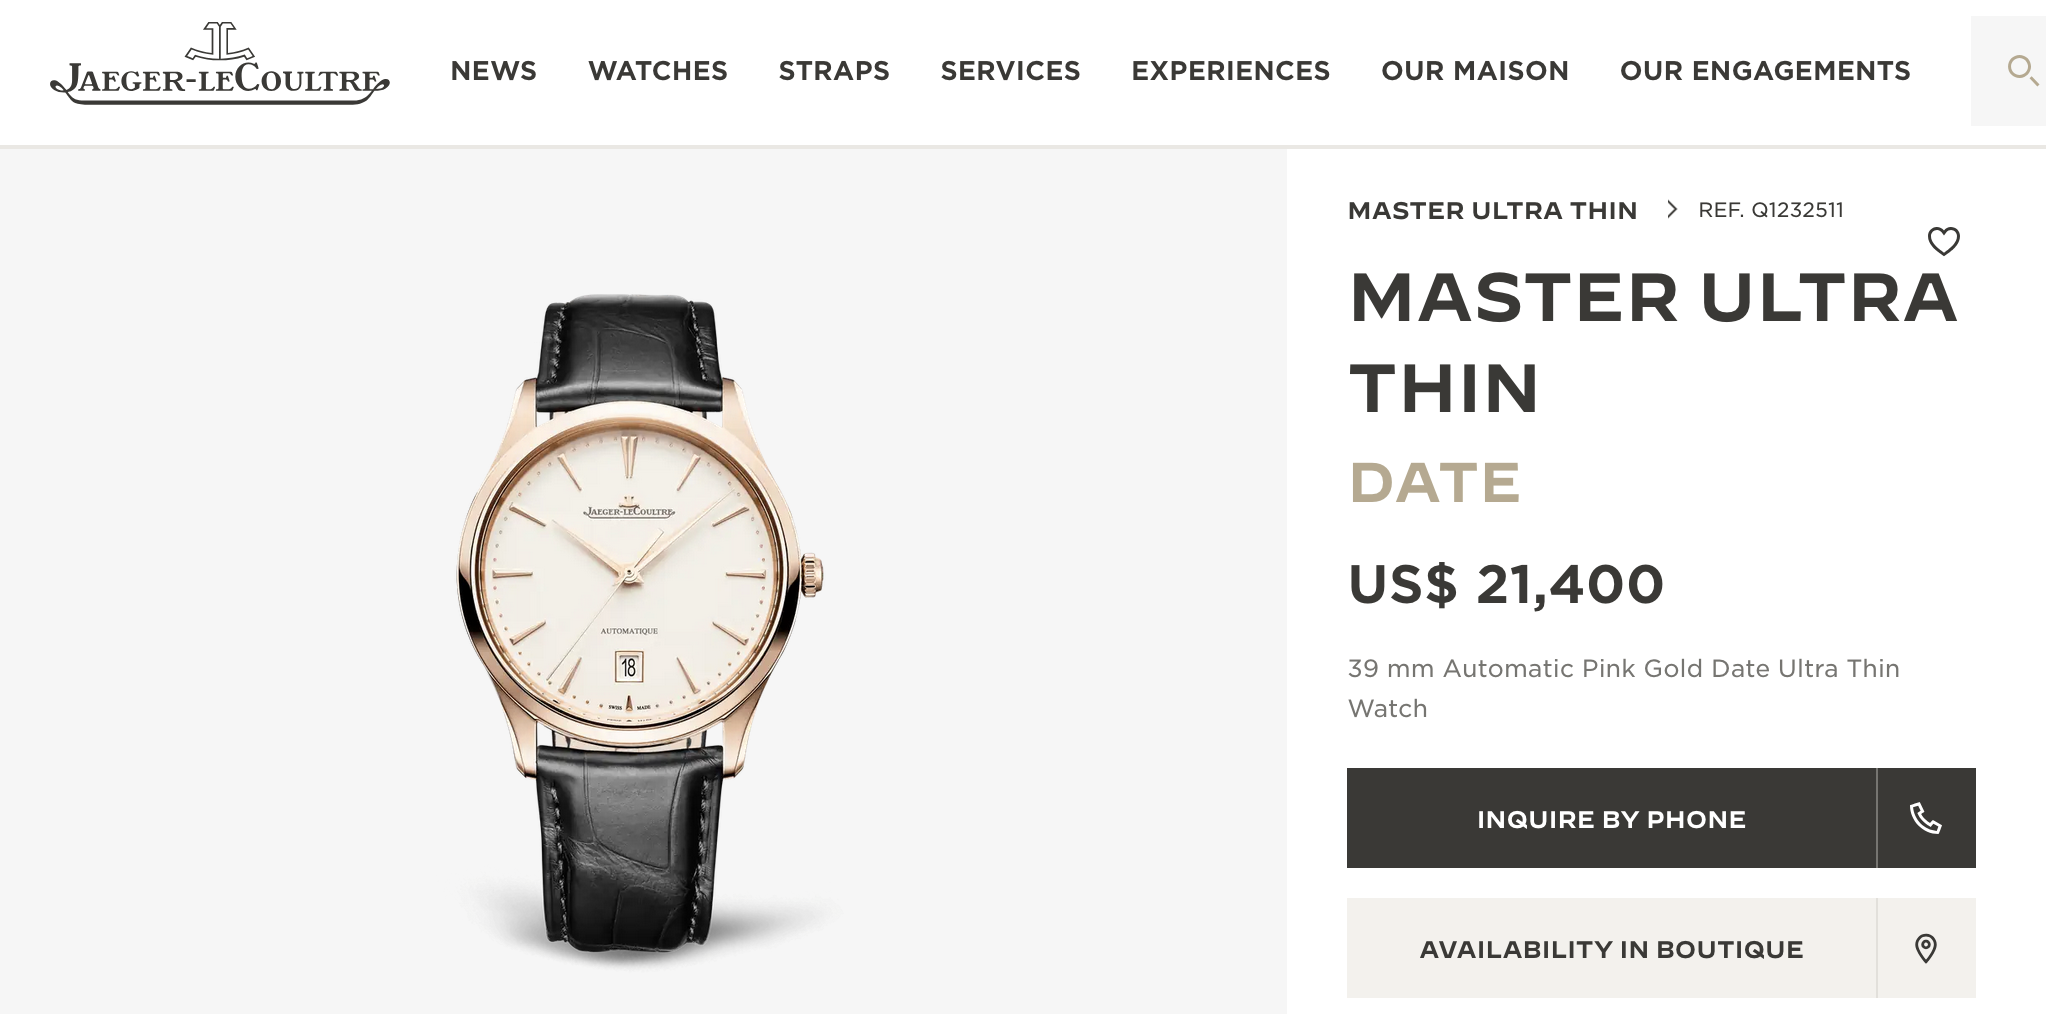 JAEGER-LECOULTRE
NEWS
WATCHES
STRAPS
SERVICES
EXPERIENCES
OUR MAISON
OUR ENGAGEMENTS
JAEGER-LECOULTRE
AUTOMATIQUE
18
SWISS MADE
MASTER ULTRA THIN > REF. Q1232511
MASTER ULTRA
THIN
DATE
US$ 21,400
39 mm Automatic Pink Gold Date Ultra Thin
Watch
INQUIRE BY PHONE
AVAILABILITY IN BOUTIQUE